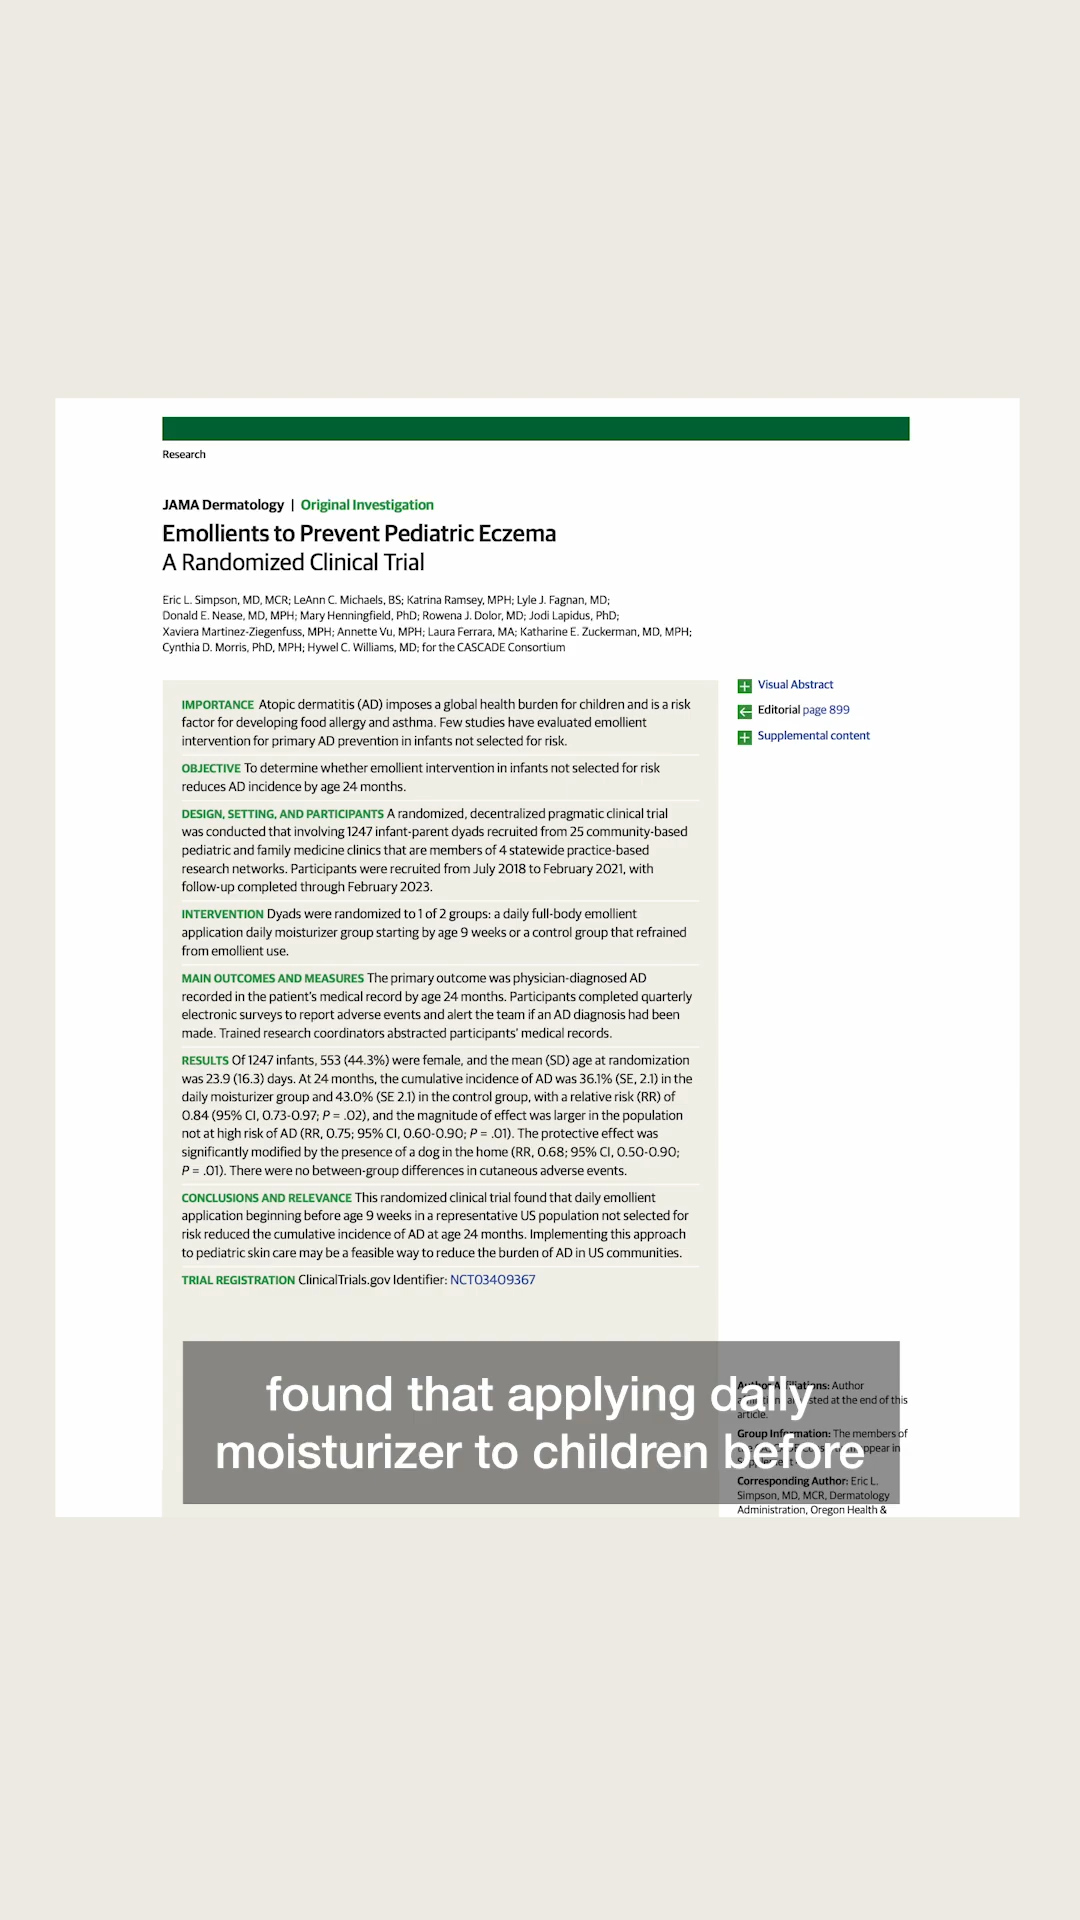 Research
JAMA Dermatology | Original Investigation
Emollients to Prevent Pediatric Eczema
A Randomized Clinical Trial
Eric L. Simpson, MD, MCR; LeAnn C. Michaels, BS; Katrina Ramsey, MPH; Lyle J. Fagnan, MD;
Donald E. Nease, MD, MPH; Mary Henningfield, PhD; Rowena J. Dolor, MD; Jodi Lapidus, PhD;
Xaviera Martinez-Ziegenfuss, MPH; Annette Vu, MPH; Laura Ferrara, MA; Katharine E. Zuckerman, MD, MPH;
Cynthia D. Morris, PhD, MPH; Hywel C. Williams, MD; for the CASCADE Consortium
IMPORTANCE Atopic dermatitis (AD) imposes a global health burden for children and is a risk
factor for developing food allergy and asthma. Few studies have evaluated emollient
intervention for primary AD prevention in infants not selected for risk.
OBJECTIVE To determine whether emollient intervention in infants not selected for risk
reduces AD incidence by age 24 months.
DESIGN, SETTING, AND PARTICIPANTS A randomized, decentralized pragmatic clinical trial
was conducted that involving 1247 infant-parent dyads recruited from 25 community-based
pediatric and family medicine clinics that are members of 4 statewide practice-based
research networks. Participants were recruited from July 2018 to February 2021, with
follow-up completed through February 2023.
INTERVENTION Dyads were randomized to 1 of 2 groups: a daily full-body emollient
application daily moisturizer group starting by age 9 weeks or a control group that refrained
from emollient use.
MAIN OUTCOMES AND MEASURES The primary outcome was physician-diagnosed AD
recorded in the patient's medical record by age 24 months. Participants completed quarterly
electronic surveys to report adverse events and alert the team if an AD diagnosis had been
made. Trained research coordinators abstracted participants' medical records.
RESULTS Of 1247 infants, 553 (44.3%) were female, and the mean (SD) age at randomization
was 23.9 (16.3) days. At 24 months, the cumulative incidence of AD was 36.1% (SE, 2.1) in the
daily moisturizer group and 43.0% (SE 2.1) in the control group, with a relative risk (RR) of
0.84 (95% CI, 0.73-0.97; P = .02), and the magnitude of effect was larger in the population
not at high risk of AD (RR, 0.75; 95% CI, 0.60-0.90; P = .01). The protective effect was
significantly modified by the presence of a dog in the home (RR, 0.68; 95% CI, 0.50-0.90;
P = .01). There were no between-group differences in cutaneous adverse events.
CONCLUSIONS AND RELEVANCE This randomized clinical trial found that daily emollient
application beginning before age 9 weeks in a representative US population not selected for
risk reduced the cumulative incidence of AD at age 24 months. Implementing this approach
to pediatric skin care may be a feasible way to reduce the burden of AD in US communities.
TRIAL REGISTRATION ClinicalTrials.gov Identifier: NCT03409367
Visual Abstract
Editorial page 899
Supplemental content
Author Affiliations: Author
listed at the end of this
article.
Group Information: The members of
appear in
Corresponding Author: Eric L.
Simpson, MD, MCR, Dermatology
Administration, Oregon Health &
found that applying daily
moisturizer to children before